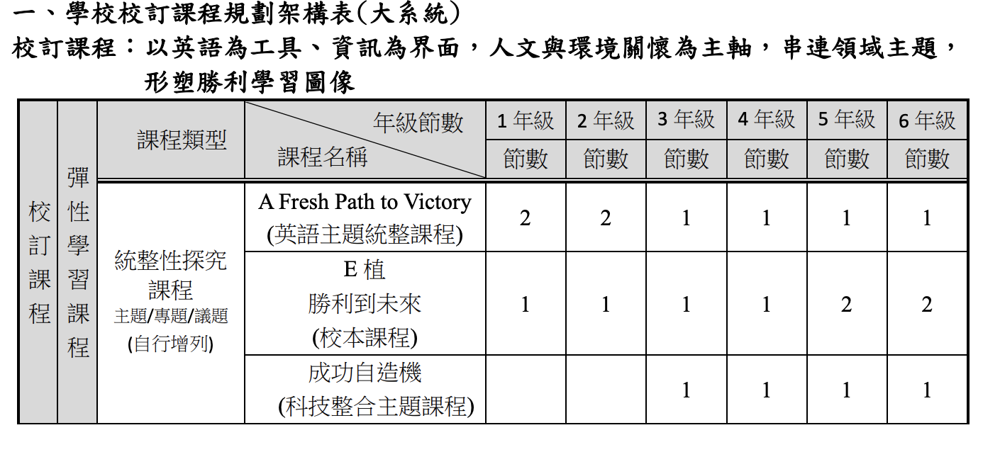 一、學校校訂課程規劃架構表(大系統)
校訂課程：以英語為工具、資訊為界面，人文與環境關懷為主軸，串連領域主題，
形塑勝利學習圖像
校訂課程
彈性學習課程
課程類型
年級節數
課程名稱
1 年級 2 年級 3 年級 4 年級 5 年級 6 年級
節數 節數 節數 節數 節數 節數
統整性探究
課程
主題/專題/議題
(自行增列)
A Fresh Path to Victory
(英語主題統整課程)
2 2 1 1 1 1
E 植
勝利到未來
(校本課程)
1 1 1 1 2 2
成功自造機
(科技整合主題課程)
1 1 1 1